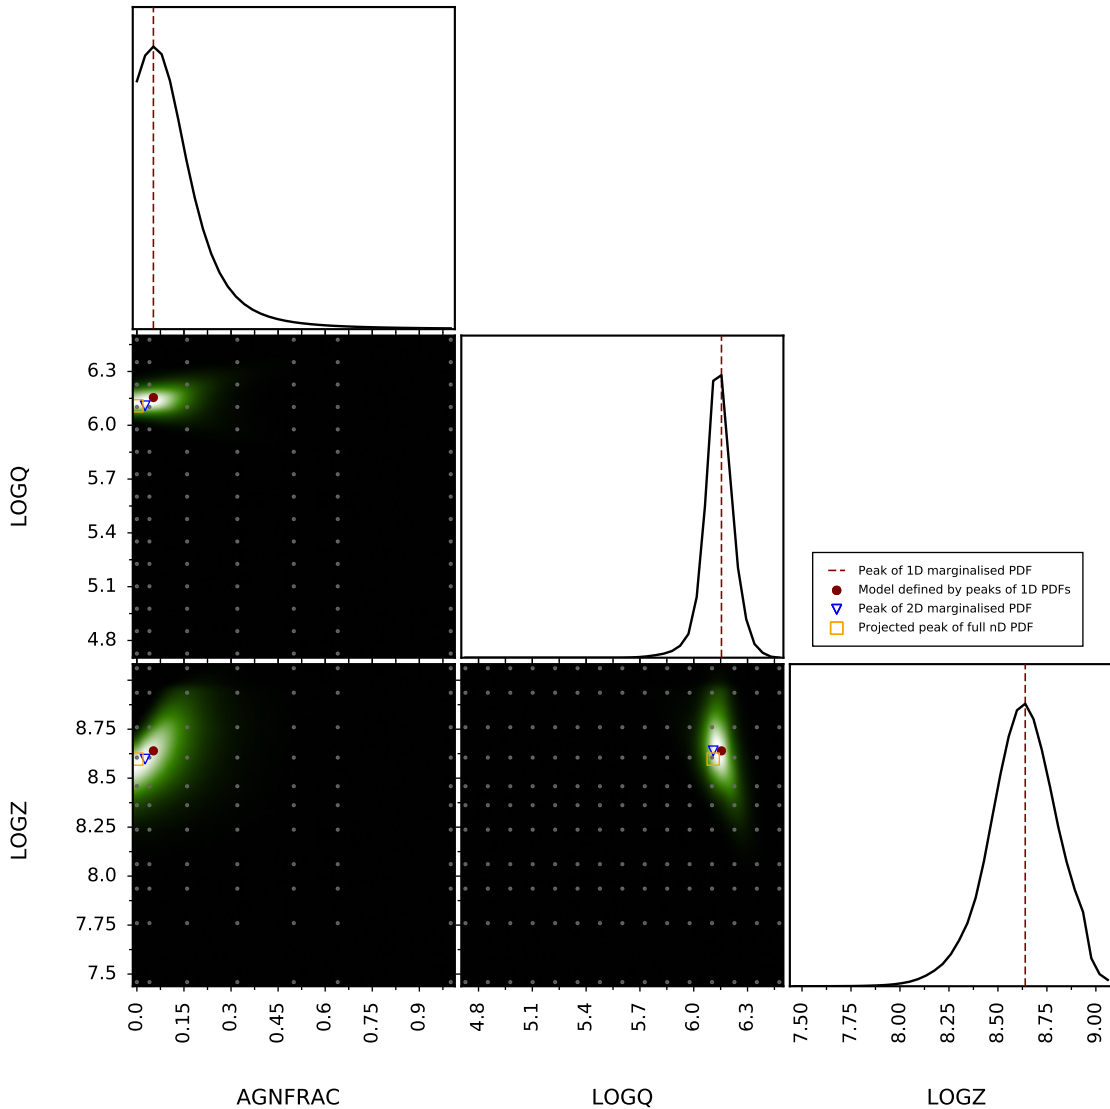 6.3
6.0
5.7
5.4
5.1
4.8
LOGQ
Peak of 1D marginalised PDF
Model defined by peaks of 1D PDFs
Peak of 2D marginalised PDF
Projected peak of full nD PDF
8.75
8.5
8.25
8.0
7.75
7.5
LOGZ
0.0 0.15 0.3 0.45 0.6 0.75 0.9
4.8 5.1 5.4 5.7 6.0 6.3
7.50 7.75 8.00 8.25 8.50 8.75 9.00
AGNFRAC LOGQ LOGZ